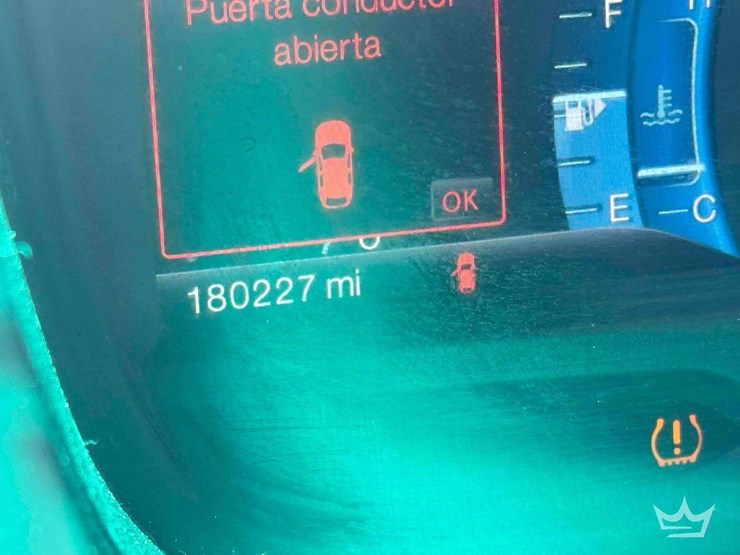 Puerta conductor
abierta
OK
180227 mi
F
E
H
C